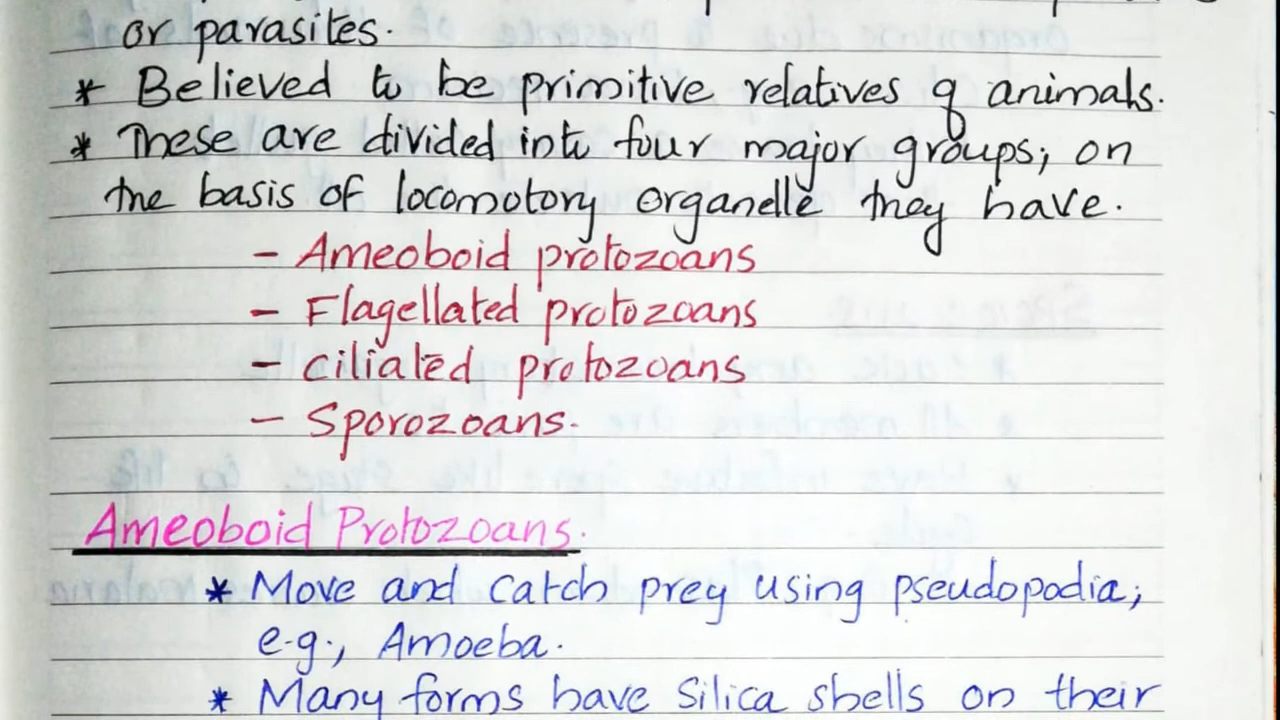 or parasites.
* Believed to be primitive relatives of animals.
* These are divided into four major groups; on
the basis of locomotory organelle they have.
- Ameoboid protozoans
- Flagellated protozoans
- ciliated protozoans
- Sporozoans.
Ameoboid Protozoans.
* Move and catch prey using pseudopodia;
e.g., Amoeba.
* Many forms have Silica shells on their